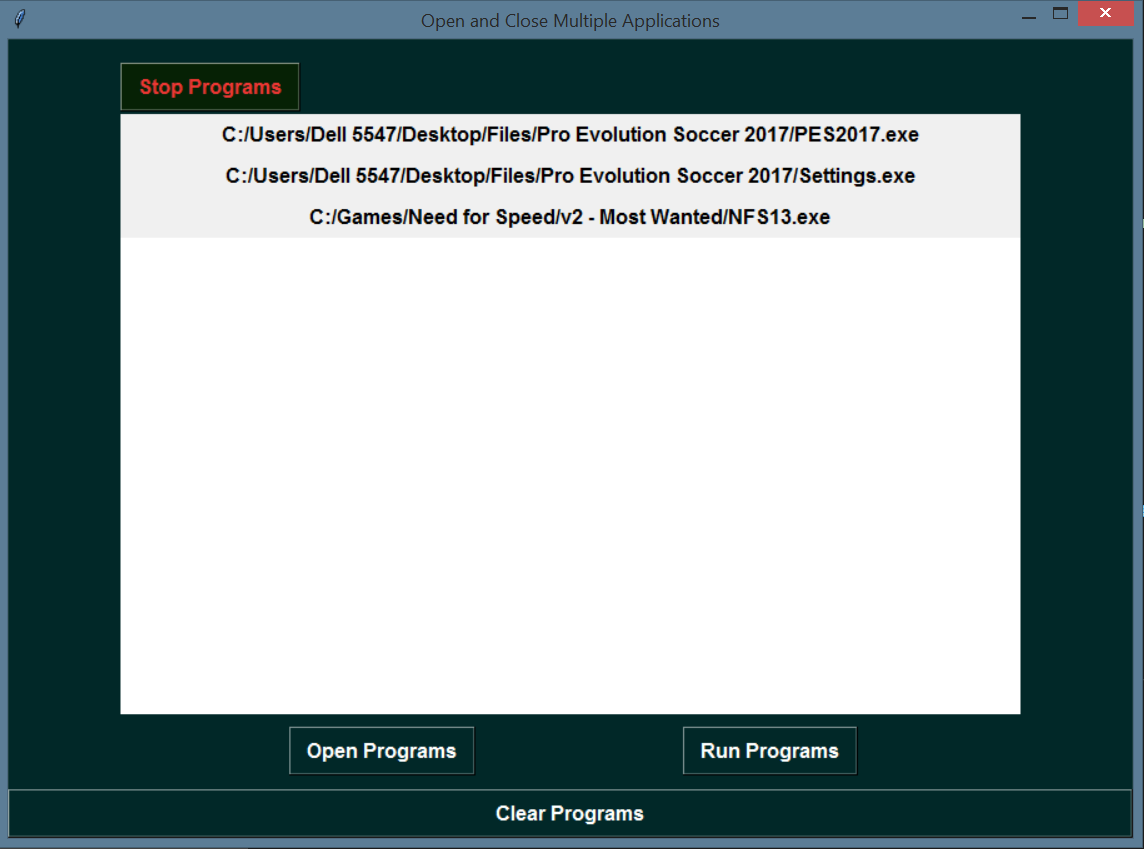 Open and Close Multiple Applications
Stop Programs
C:/Users/Dell 5547/Desktop/Files/Pro Evolution Soccer 2017/PES2017.exe
C:/Users/Dell 5547/Desktop/Files/Pro Evolution Soccer 2017/Settings.exe
C:/Games/Need for Speed/v2 - Most Wanted/NFS13.exe
Open Programs
Run Programs
Clear Programs